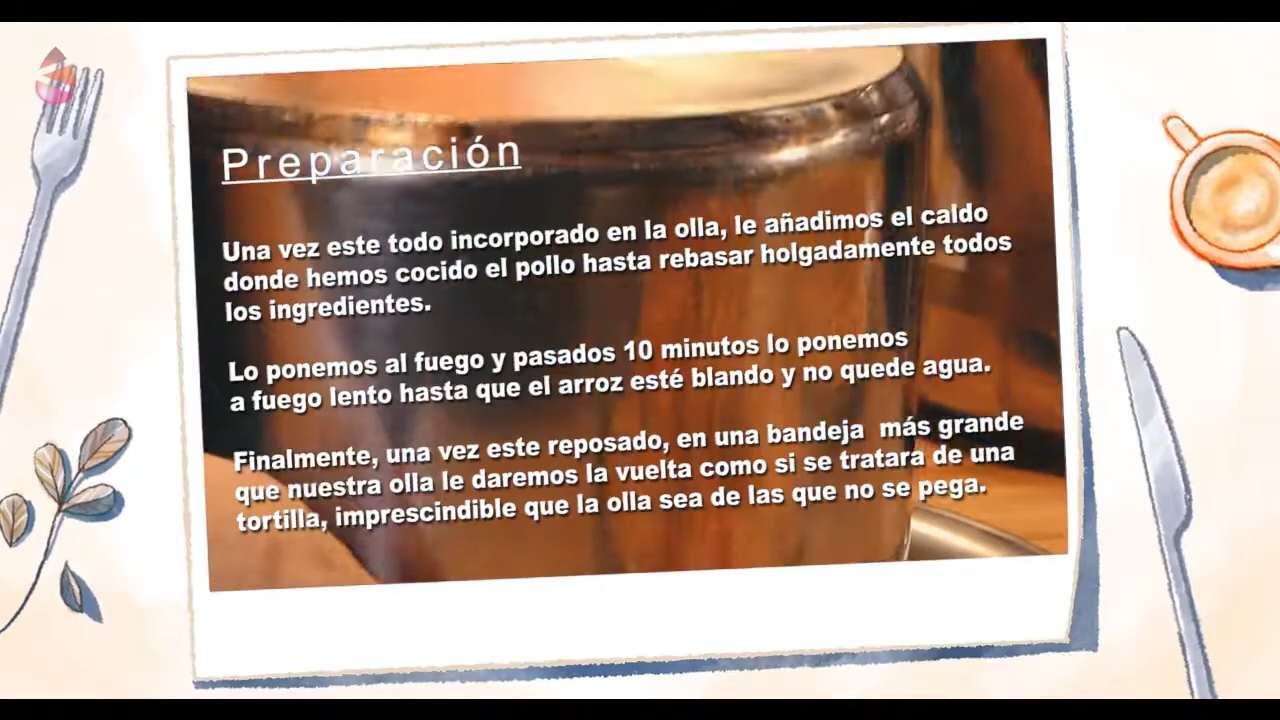 Preparación
Una vez este todo incorporado en la olla, le añadimos el caldo
donde hemos cocido el pollo hasta rebasar holgadamente todos
los ingredientes.
Lo ponemos al fuego y pasados 10 minutos lo ponemos
a fuego lento hasta que el arroz esté blando y no quede agua.
Finalmente, una vez este reposado, en una bandeja  más grande
que nuestra olla le daremos la vuelta como si se tratara de una
tortilla, imprescindible que la olla sea de las que no se pega.